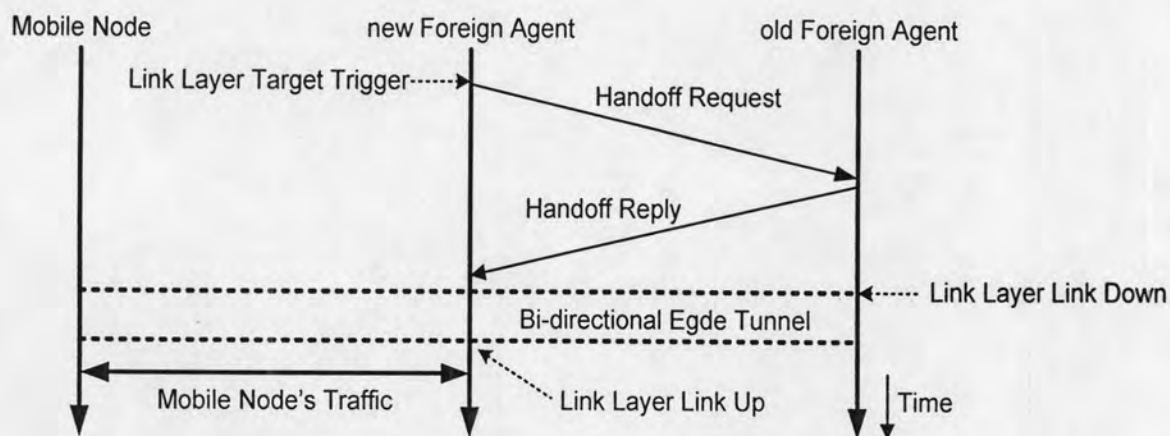 Mobile Node
new Foreign Agent
old Foreign Agent
Link Layer Target Trigger
Handoff Request
Handoff Reply
Link Layer Link Down
Bi-directional Egde Tunnel
Mobile Node's Traffic
Link Layer Link Up
Time